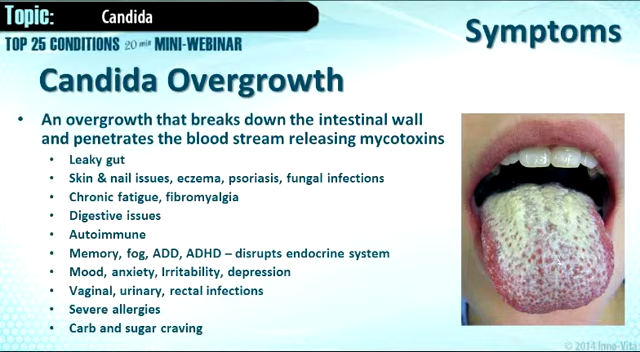 Topic: Candida
TOP 25 CONDITIONS 20 min MINI-WEBINAR
Symptoms
Candida Overgrowth
• An overgrowth that breaks down the intestinal wall
and penetrates the blood stream releasing mycotoxins
• Leaky gut
• Skin & nail issues, eczema, psoriasis, fungal infections
• Chronic fatigue, fibromyalgia
• Digestive issues
• Autoimmune
• Memory, fog, ADD, ADHD – disrupts endocrine system
• Mood, anxiety, Irritability, depression
• Vaginal, urinary, rectal infections
• Severe allergies
• Carb and sugar craving
© 2014 Inno-Vita